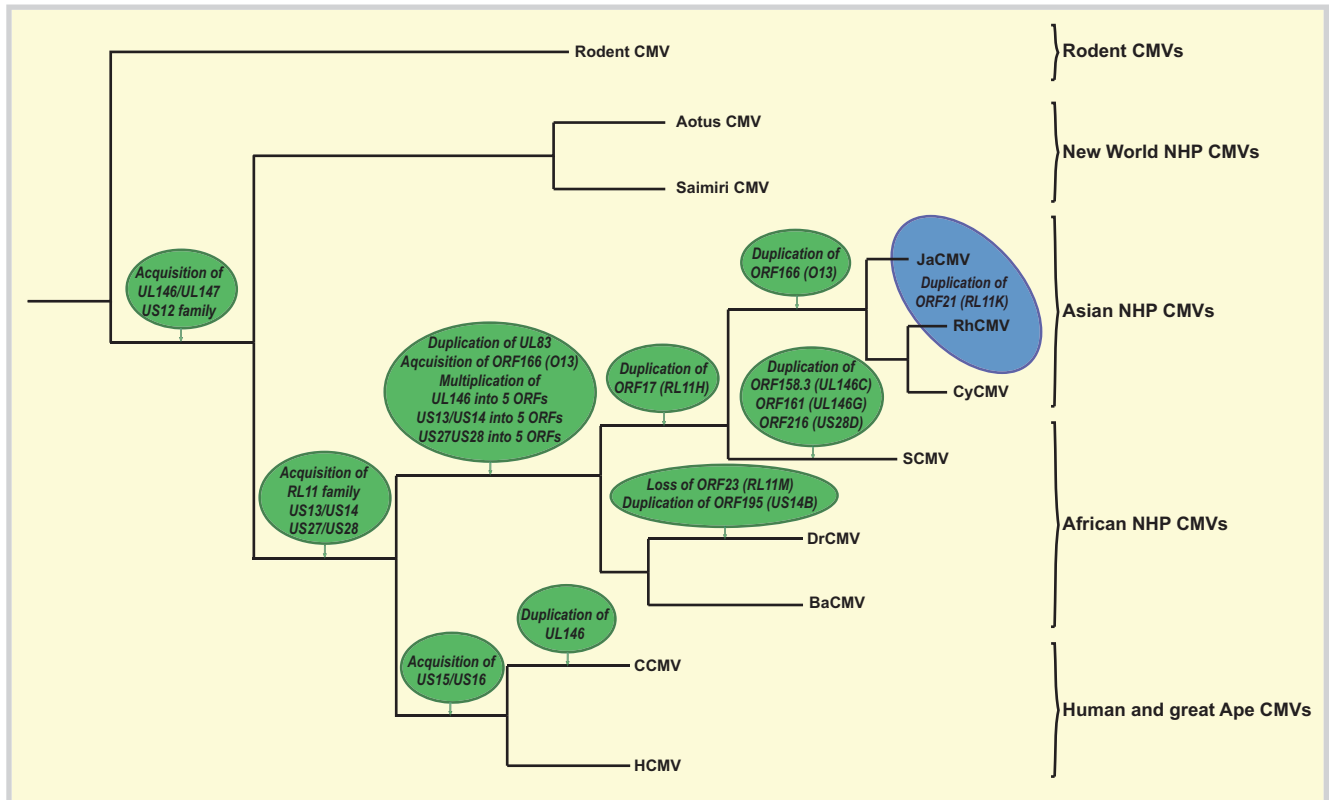 Rodent CMV
Rodent CMVs
Aotus CMV
New World NHP CMVs
Saimiri CMV
Acquisition of
UL146/UL147
US12 family
Duplication of
ORF166 (O13)
JaCMV
Duplication of
ORF21 (RL11K)
RhCMV
CyCMV
Asian NHP CMVs
Duplication of UL83
Aqcuisition of ORF166 (O13)
Multiplication of
UL146 into 5 ORFs
US13/US14 into 5 ORFs
US27US28 into 5 ORFs
Duplication of
ORF17 (RL11H)
Duplication of
ORF158.3 (UL146C)
ORF161 (UL146G)
ORF216 (US28D)
SCMV
Acquisition of
RL11 family
US13/US14
US27/US28
Loss of ORF23 (RL11M)
Duplication of ORF195 (US14B)
DrCMV
BaCMV
African NHP CMVs
Duplication of
UL146
Acquisition of
US15/US16
CCMV
HCMV
Human and great Ape CMVs